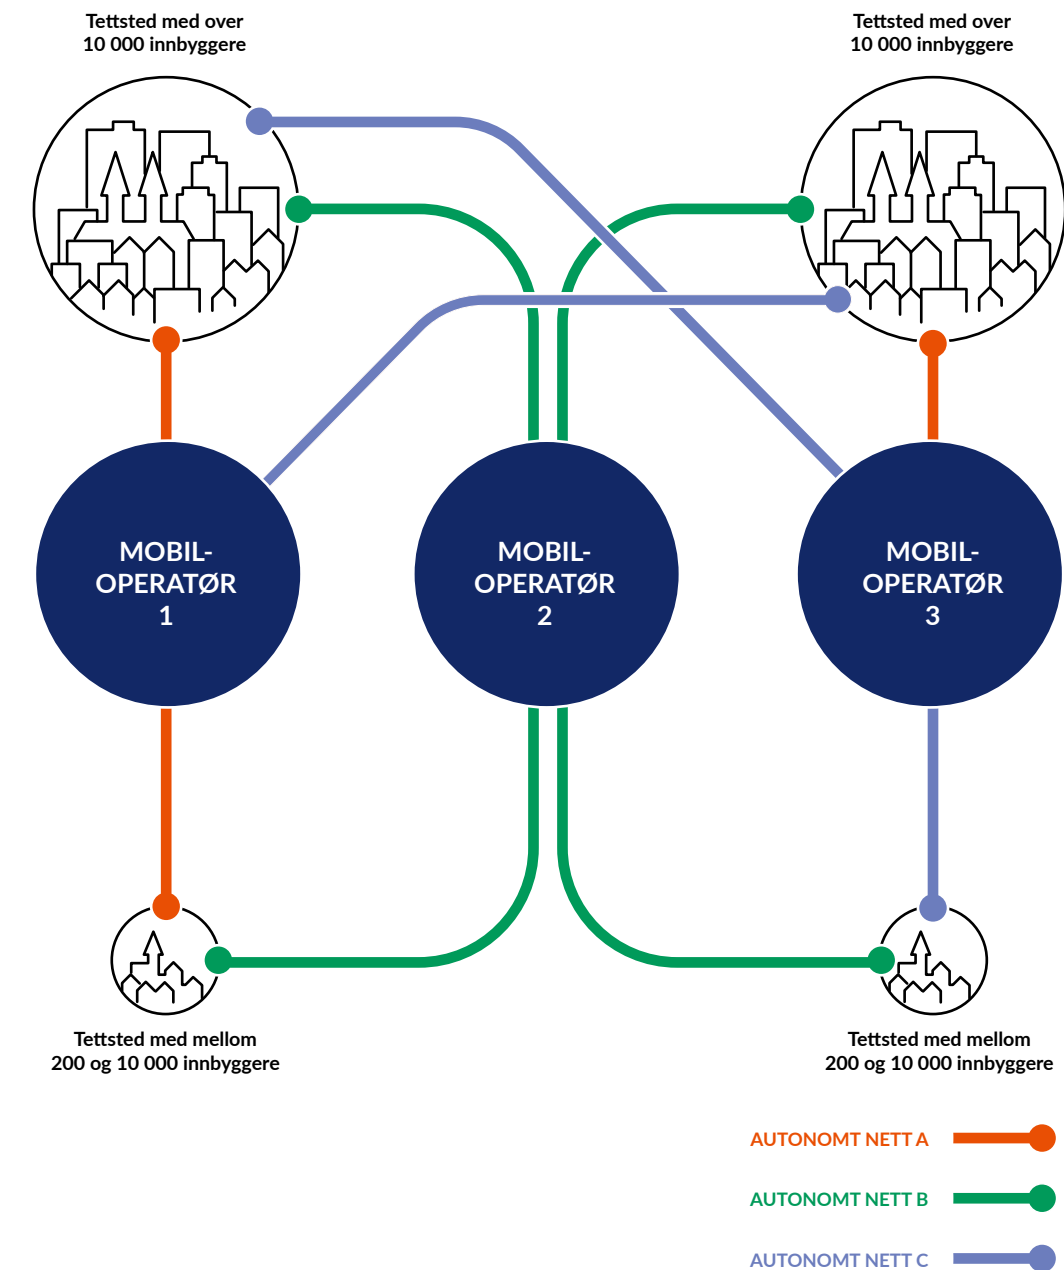 Tettsted med over
10 000 innbyggere
Tettsted med over
10 000 innbyggere
MOBIL-
OPERATØR
1
MOBIL-
OPERATØR
2
MOBIL-
OPERATØR
3
Tettsted med mellom
200 og 10 000 innbyggere
Tettsted med mellom
200 og 10 000 innbyggere
AUTONOMT NETT A
AUTONOMT NETT B
AUTONOMT NETT C